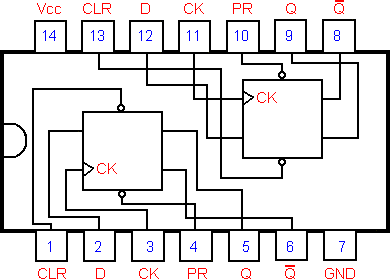 Vcc CLR D CK PR Q Q̅
14 13 12 11 10 9 8
CK
CK
1 2 3 4 5 6 7
CLR D CK PR Q Q̅ GND